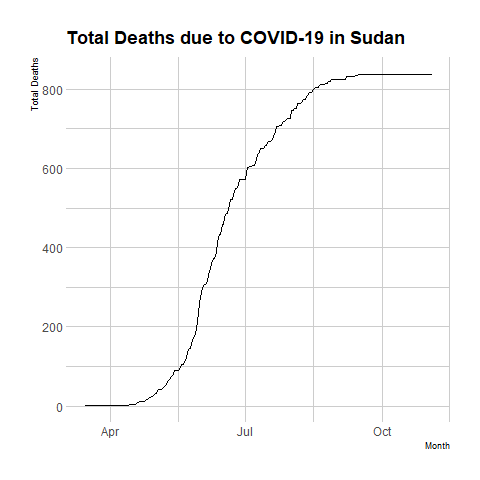 Total Deaths due to COVID-19 in Sudan
Total Deaths
800
600
400
200
0
Apr
Jul
Oct
Month